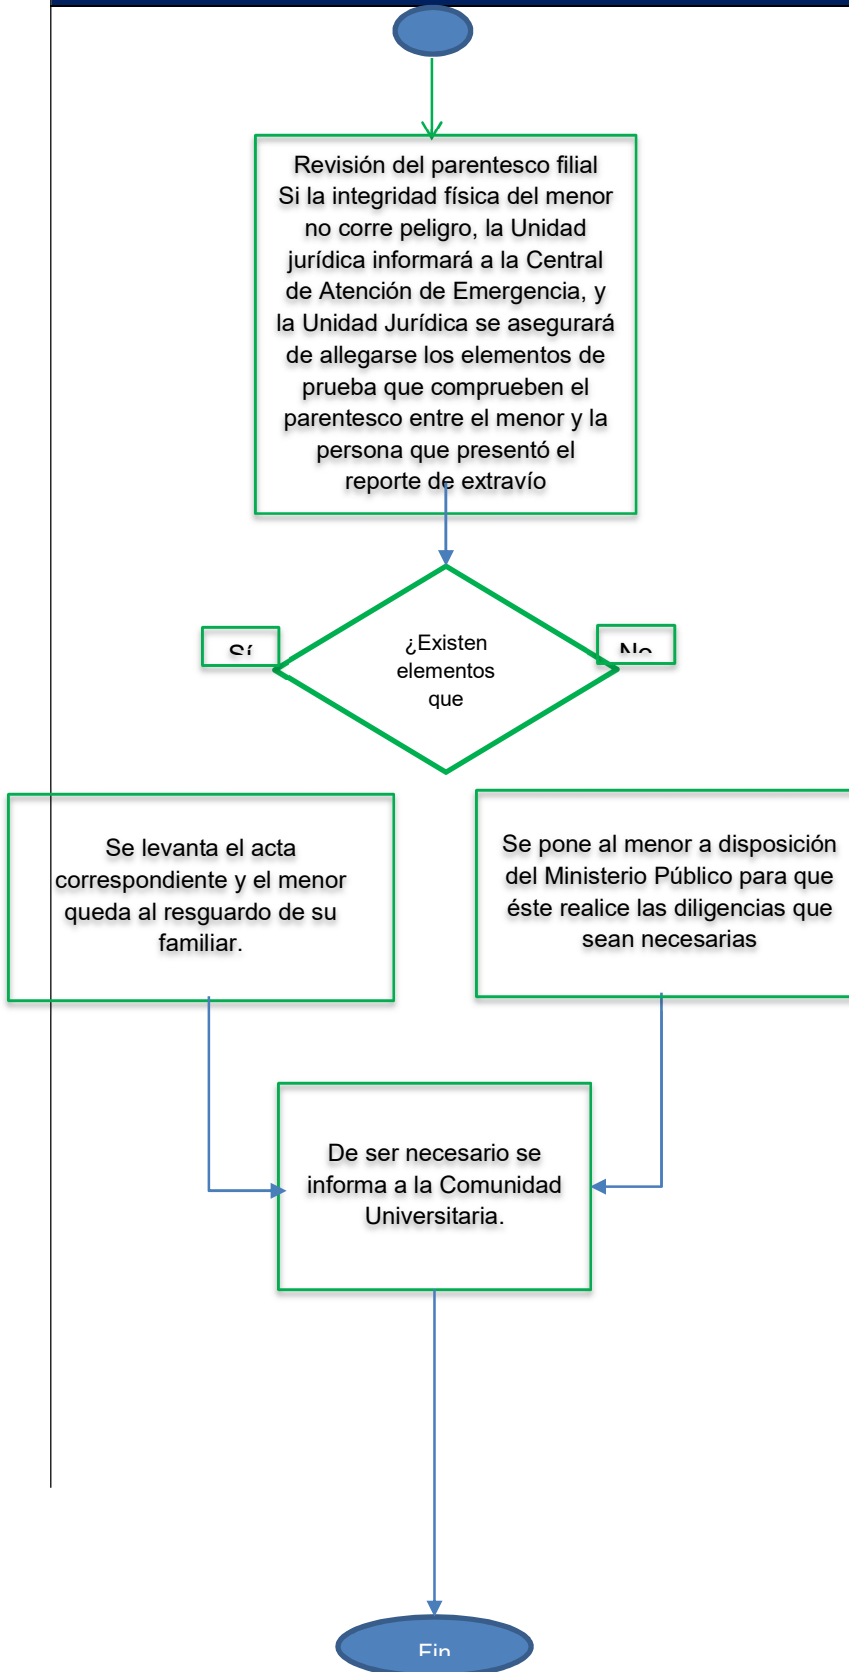 Revisión del parentesco filial
Si la integridad física del menor
no corre peligro, la Unidad
jurídica informará a la Central
de Atención de Emergencia, y
la Unidad Jurídica se asegurará
de allegarse los elementos de
prueba que comprueben el
parentesco entre el menor y la
persona que presentó el
reporte de extravío
Sí
¿Existen
elementos
que
No
Se levanta el acta
correspondiente y el menor
queda al resguardo de su
familiar.
Se pone al menor a disposición
del Ministerio Público para que
éste realice las diligencias que
sean necesarias
De ser necesario se
informa a la Comunidad
Universitaria.
Fin